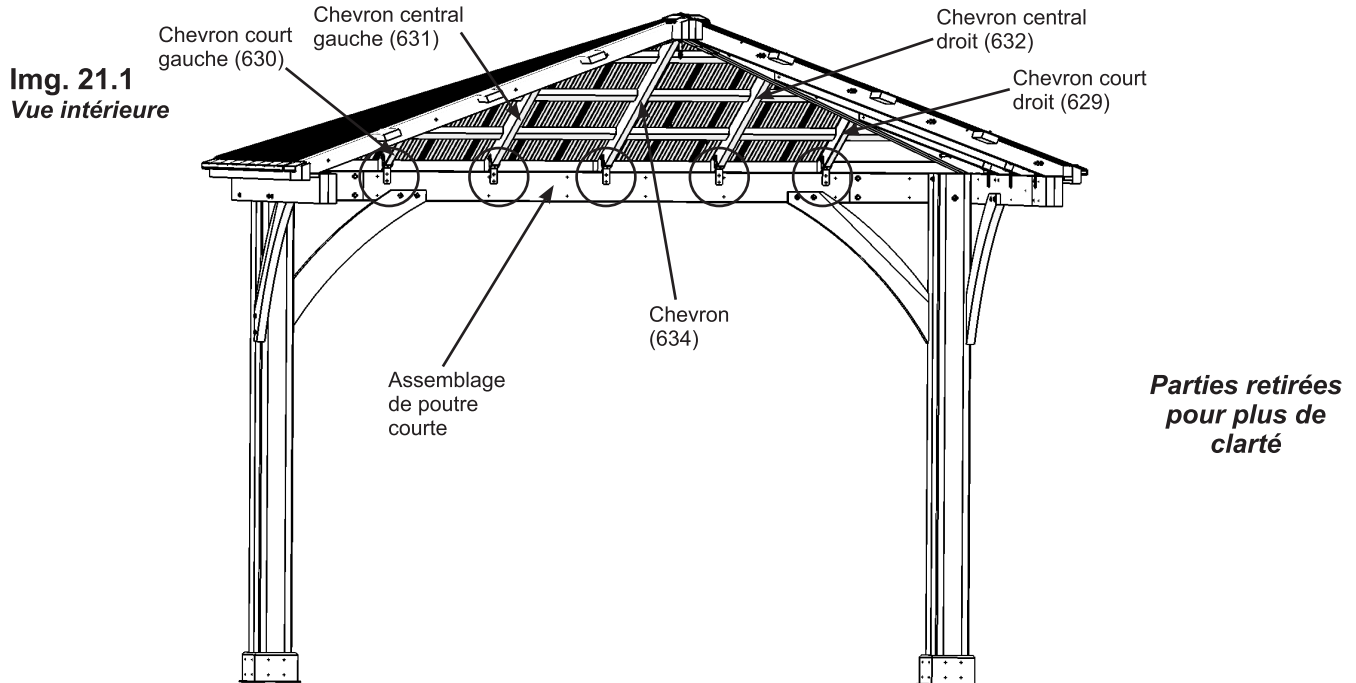 Img. 21.1
Vue intérieure
Chevron court
gauche (630)
Chevron central
gauche (631)
Chevron central
droit (632)
Chevron court
droit (629)
Chevron
(634)
Assemblage
de poutre
courte
Parties retirées
pour plus de
clarté